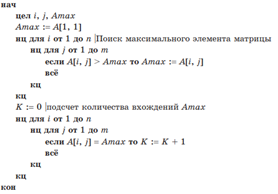 нач
цел i, j, Amax
Amax := A[1, 1]
нц для i от 1 до n |Поиск максимального элемента матрицы
нц для j от 1 до m
если A[i, j] > Amax то Amax := A[i, j]
всё
кц
кц
K := 0 |подсчет количества вхождений Amax
нц для i от 1 до n
нц для j от 1 до m
если A[i, j] = Amax то K := K + 1
всё
кц
кц
кон